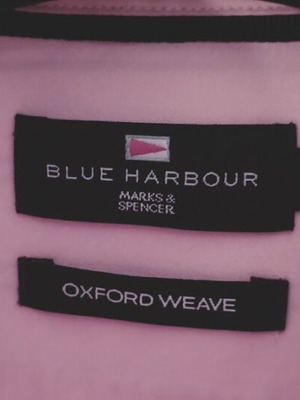 BLUE HARBOUR
MARKS &
SPENCER
OXFORD WEAVE